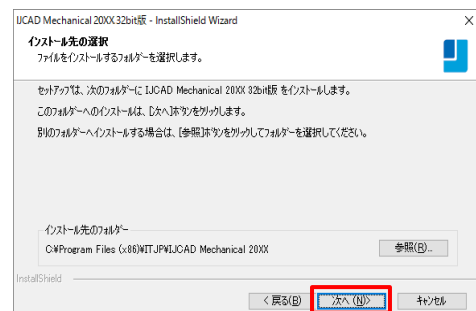 IJCAD Mechanical 20XX 32bit版 - InstallShield Wizard
インストール先の選択
ファイルをインストールするフォルダーを選択します。
セットアップは、次のフォルダーに IJCAD Mechanical 20XX 32bit版 をインストールします。
このフォルダーへのインストールは、[次へ]ボタンをクリックします。
別のフォルダーへインストールする場合は、[参照]ボタンをクリックしてフォルダーを選択してください。
インストール先のフォルダー
C:¥Program Files (x86)¥ITJP¥IJCAD Mechanical 20XX
参照(R)...
InstallShield
< 戻る(B)
次へ (N)>
キャンセル